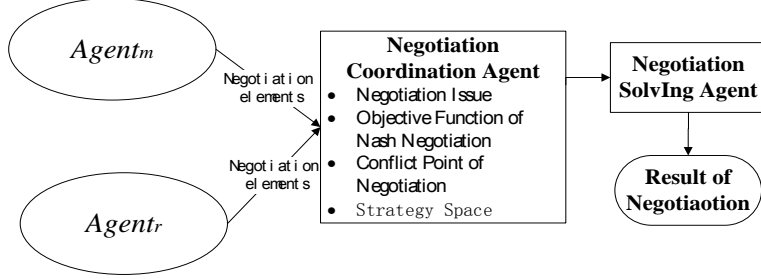 Agentm
Negotiation
elements
Negotiation
elements
Agentr
Negotiation
Coordination Agent
• Negotiation Issue
• Objective Function of
Nash Negotiation
• Conflict Point of
Negotiation
• Strategy Space
Negotiation
SolvIng Agent
Result of
Negotiaotion